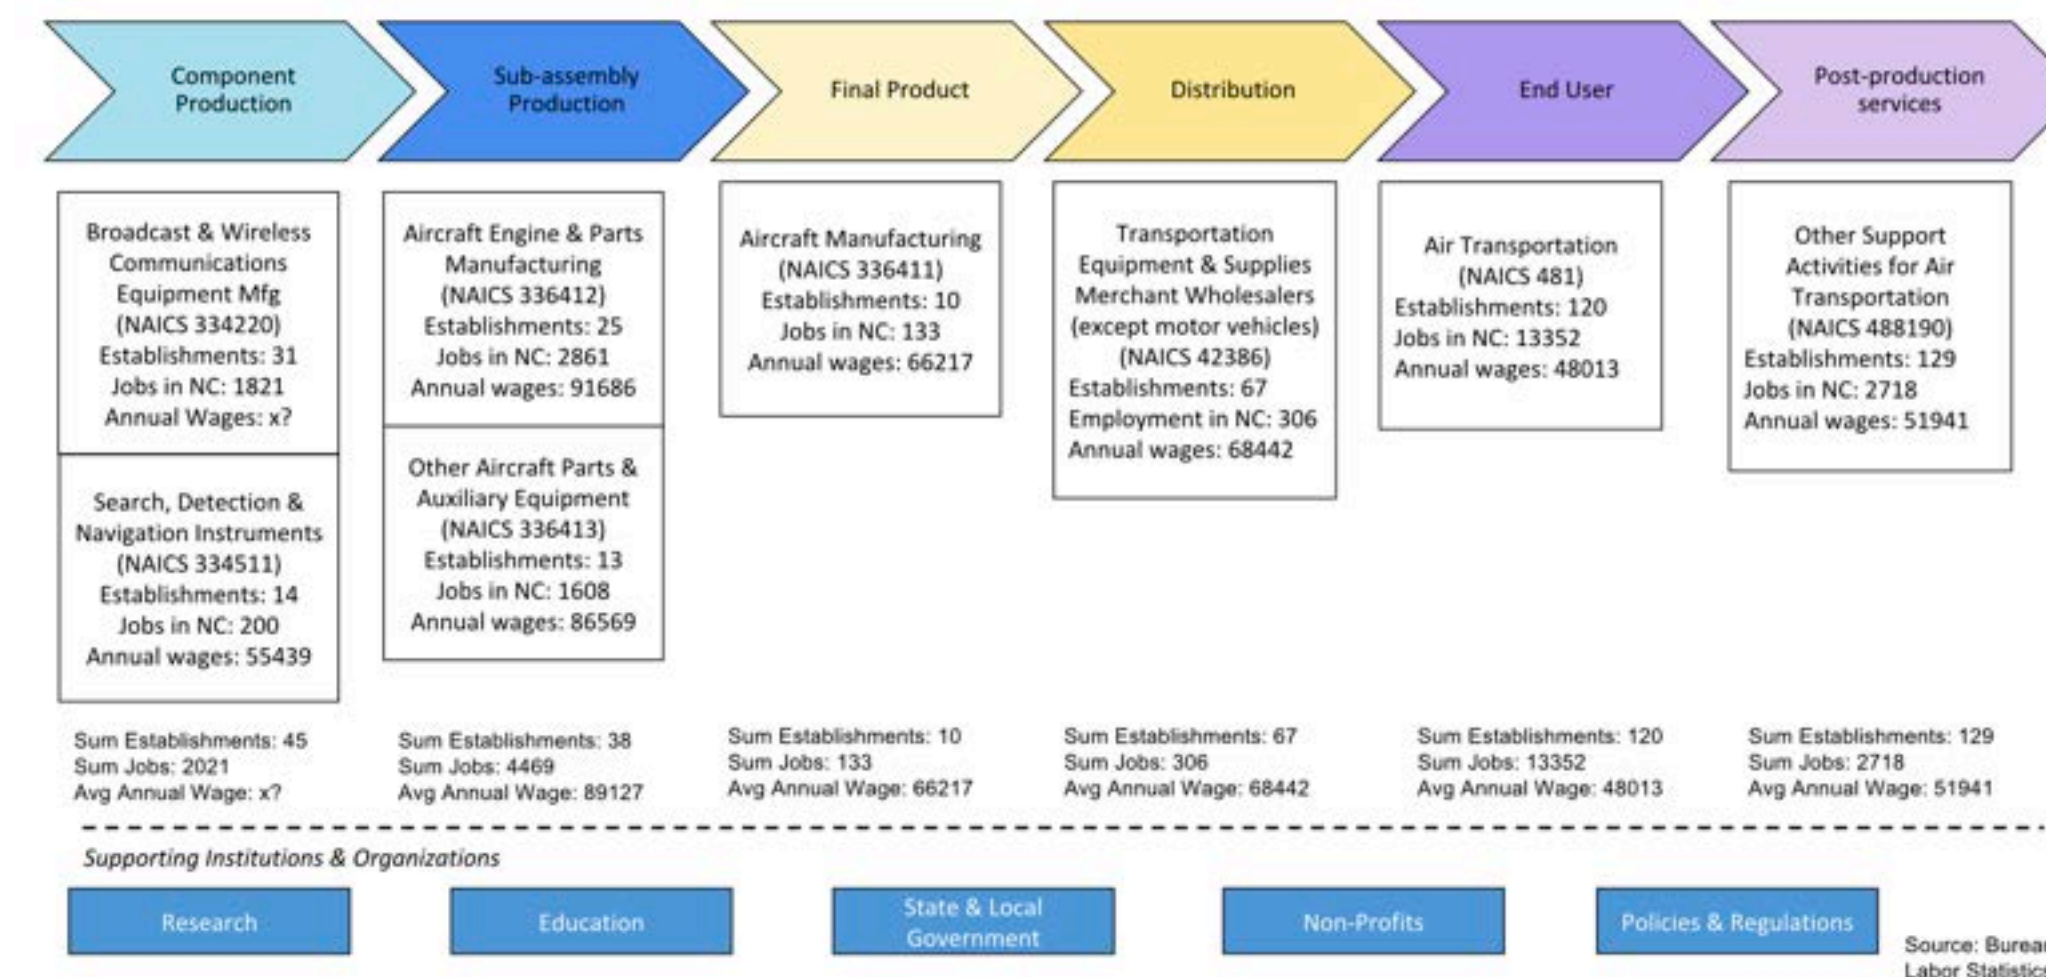 Component
Production
Sub-assembly
Production
Final Product
Distribution
End User
Post-production
services
Broadcast & Wireless
Communications
Equipment Mfg
(NAICS 334220)
Establishments: 31
Jobs in NC: 1821
Annual Wages: x?
Search, Detection &
Navigation Instruments
(NAICS 334511)
Establishments: 14
Jobs in NC: 200
Annual wages: 55439
Aircraft Engine & Parts
Manufacturing
(NAICS 336412)
Establishments: 25
Jobs in NC: 2861
Annual wages: 91686
Other Aircraft Parts &
Auxiliary Equipment
(NAICS 336413)
Establishments: 13
Jobs in NC: 1608
Annual wages: 86569
Aircraft Manufacturing
(NAICS 336411)
Establishments: 10
Jobs in NC: 133
Annual wages: 66217
Transportation
Equipment & Supplies
Merchant Wholesalers
(except motor vehicles)
(NAICS 42386)
Establishments: 67
Employment in NC: 306
Annual wages: 68442
Air Transportation
(NAICS 481)
Establishments: 120
Jobs in NC: 13352
Annual wages: 48013
Other Support
Activities for Air
Transportation
(NAICS 488190)
Establishments: 129
Jobs in NC: 2718
Annual wages: 51941
Sum Establishments: 45
Sum Jobs: 2021
Avg Annual Wage: x?
Sum Establishments: 38
Sum Jobs: 4469
Avg Annual Wage: 89127
Sum Establishments: 10
Sum Jobs: 133
Avg Annual Wage: 66217
Sum Establishments: 67
Sum Jobs: 306
Avg Annual Wage: 68442
Sum Establishments: 120
Sum Jobs: 13352
Avg Annual Wage: 48013
Sum Establishments: 129
Sum Jobs: 2718
Avg Annual Wage: 51941
Supporting Institutions & Organizations
Research
Education
State & Local
Government
Non-Profits
Policies & Regulations
Source: Bureau
Labor Statistics